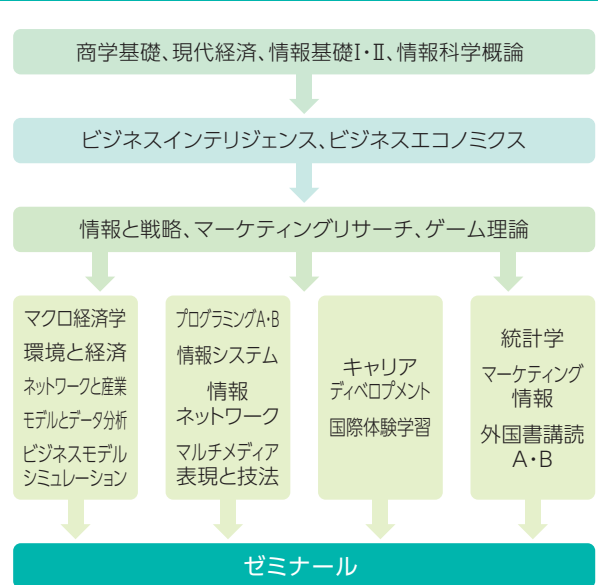 商学基礎、現代経済、情報基礎I・Ⅱ、情報科学概論
ビジネスインテリジェンス、ビジネスエコノミクス
情報と戦略、マーケティングリサーチ、ゲーム理論
マクロ経済学
環境と経済
ネットワークと産業
モデルとデータ分析
ビジネスモデル
シミュレーション
プログラミングA・B
情報システム
情報
ネットワーク
マルチメディア
表現と技法
キャリア
ディベロプメント
国際体験学習
統計学
マーケティング
情報
外国書講読
A・B
ゼミナール